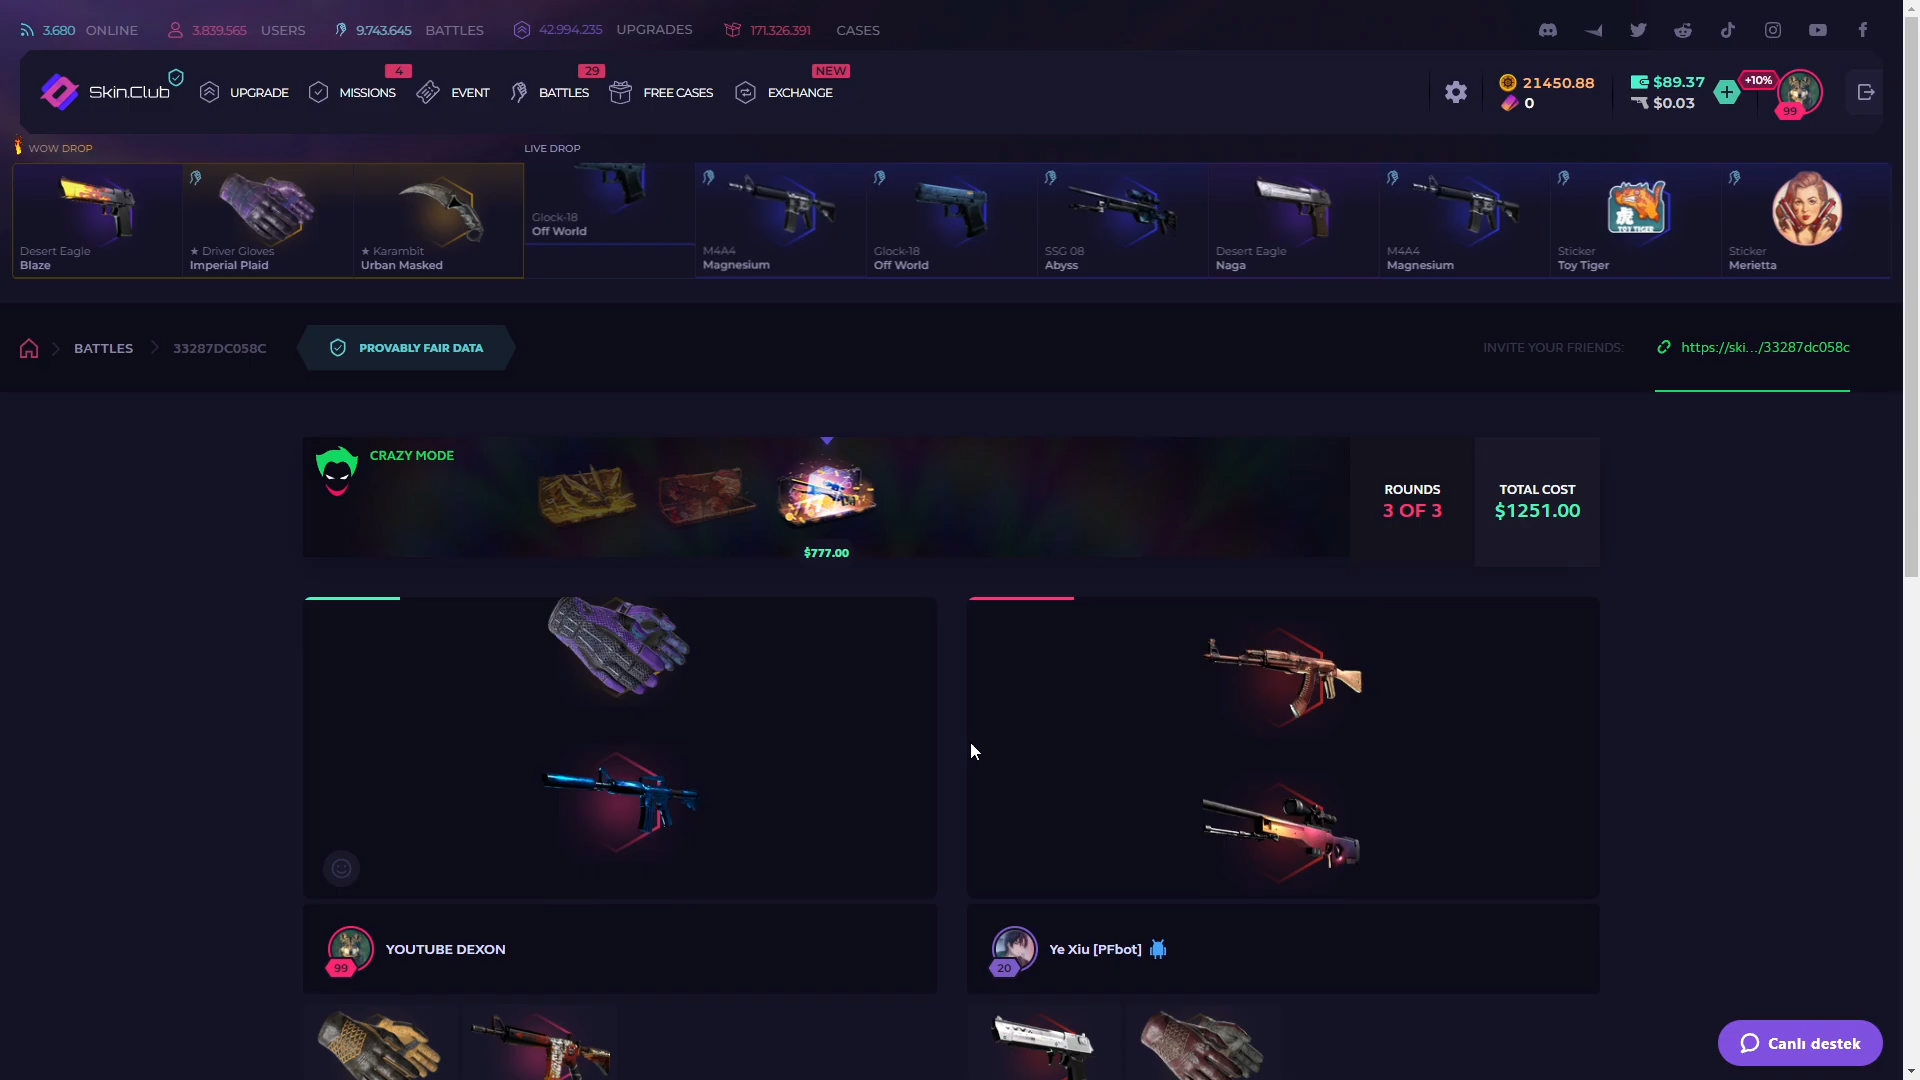 3.680 ONLINE 3.839.565 USERS 9.743.645 BATTLES 42.994.235 UPGRADES 171.326.391 CASES
Skin.Club UPGRADE 4 MISSIONS EVENT 29 BATTLES FREE CASES NEW EXCHANGE
21450.88 $89.37 +10%
0 $0.03 99
WOW DROP LIVE DROP
Desert Eagle
Blaze
★ Driver Gloves
Imperial Plaid
★ Karambit
Urban Masked
Glock-18
Off World
M4A4
Magnesium
Glock-18
Off World
SSG 08
Abyss
Desert Eagle
Naga
M4A4
Magnesium
虎
TOY TIGER
Sticker
Toy Tiger
Sticker
Merietta
BATTLES 33287DC058C PROVABLY FAIR DATA INVITE YOUR FRIENDS: https://ski.../33287dc058c
CRAZY MODE
$777.00
ROUNDS
3 OF 3
TOTAL COST
$1251.00
99 YOUTUBE DEXON
20 Ye Xiu [PFbot]
Canlı destek